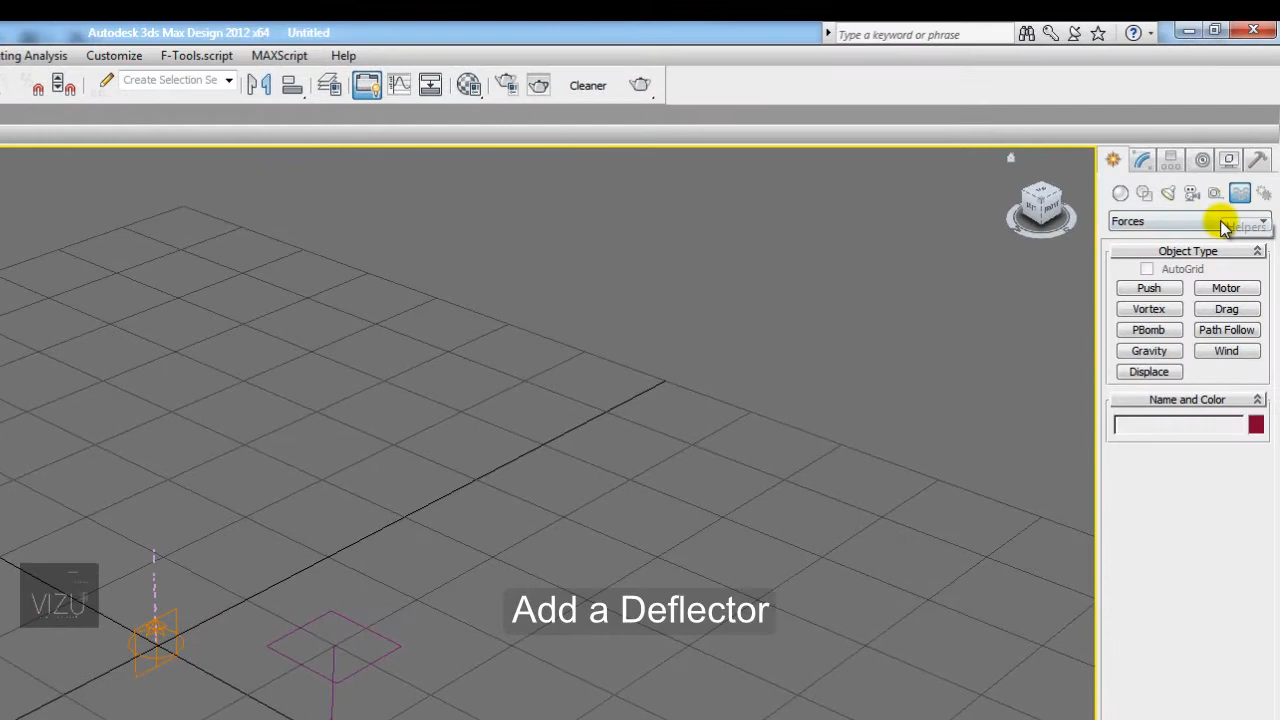 Autodesk 3ds Max Design 2012 x64 Untitled
Type a keyword or phrase
ting Analysis Customize F-Tools.script MAXScript Help
Create Selection Se
Cleaner
Forces
Helpers
Object Type
AutoGrid
Push Motor
Vortex Drag
PBomb Path Follow
Gravity Wind
Displace
Name and Color
VIZU
Add a Deflector